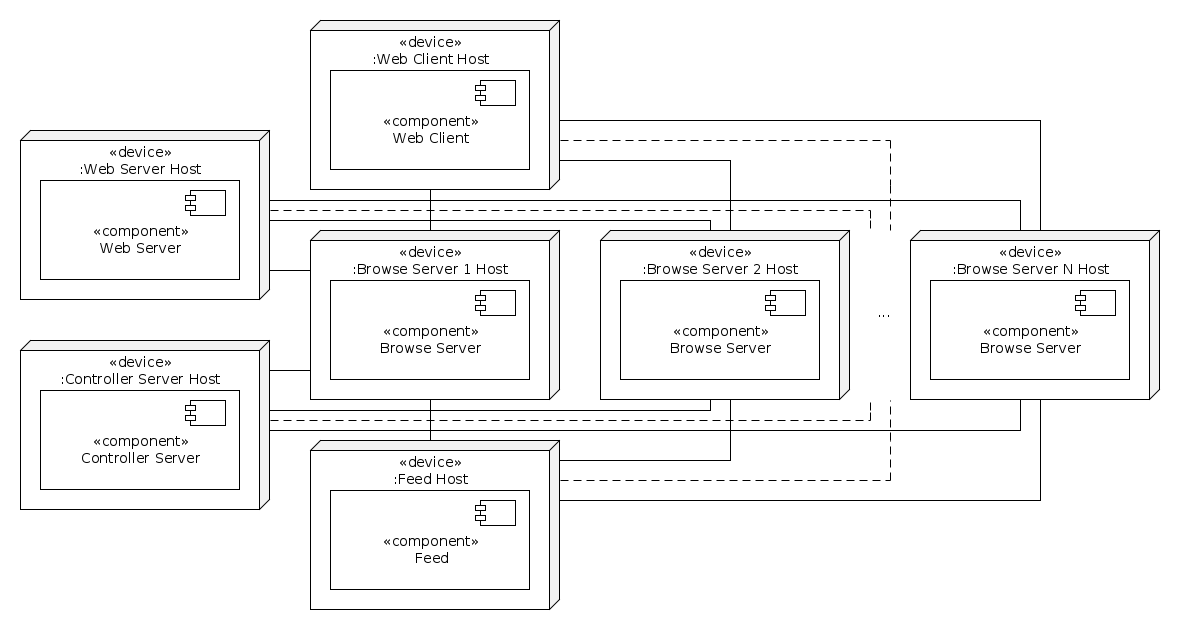 «device»
:Web Client Host
«component»
Web Client
«device»
:Web Server Host
«component»
Web Server
«device»
:Browse Server 1 Host
«component»
Browse Server
«device»
:Browse Server 2 Host
«component»
Browse Server
...
«device»
:Browse Server N Host
«component»
Browse Server
«device»
:Controller Server Host
«component»
Controller Server
«device»
:Feed Host
«component»
Feed